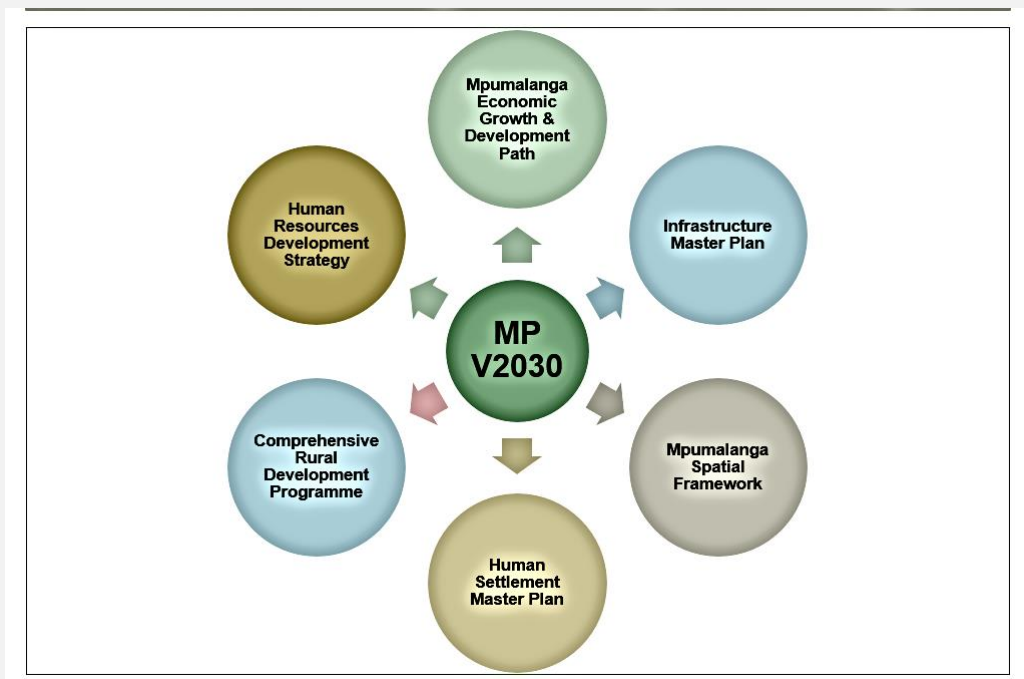 Mpumalanga
Economic
Growth &
Development
Path
Human
Resources
Development
Strategy
Infrastructure
Master Plan
MP
V2030
Comprehensive
Rural
Development
Programme
Mpumalanga
Spatial
Framework
Human
Settlement
Master Plan